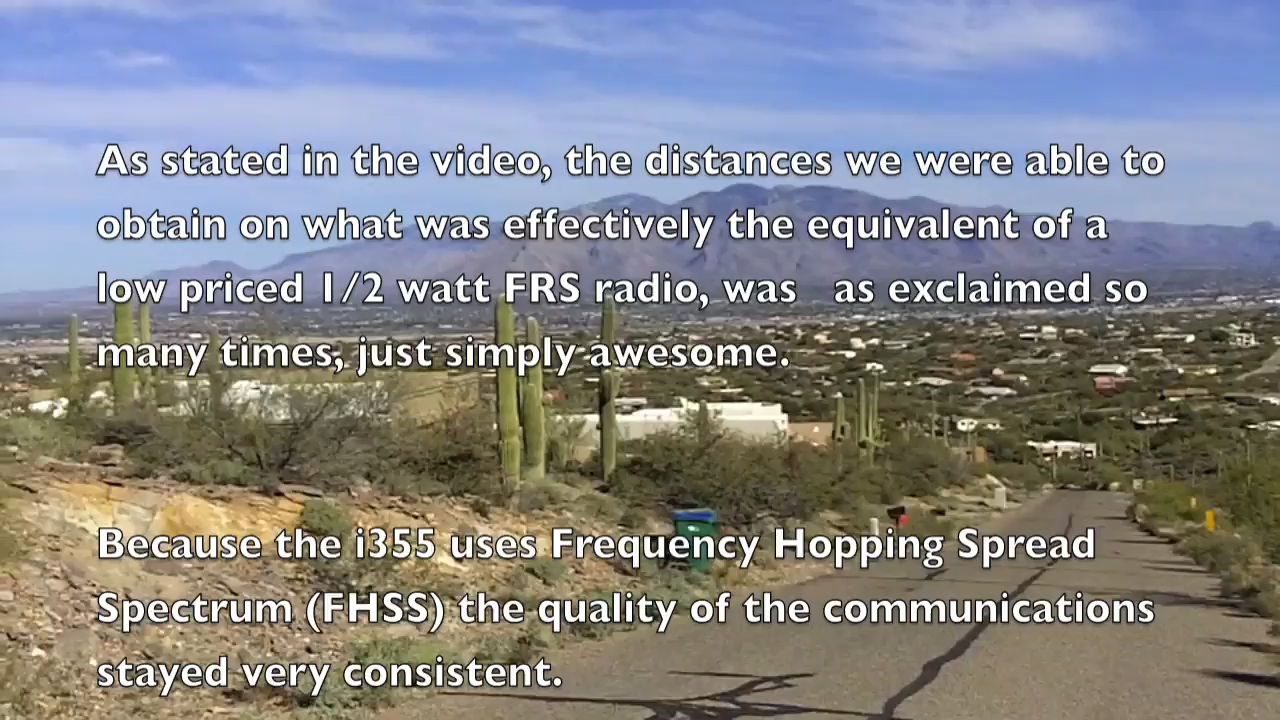 As stated in the video, the distances we were able to
obtain on what was effectively the equivalent of a
low priced 1/2 watt FRS radio, was   as exclaimed so
many times, just simply awesome.
Because the i355 uses Frequency Hopping Spread
Spectrum (FHSS) the quality of the communications
stayed very consistent.